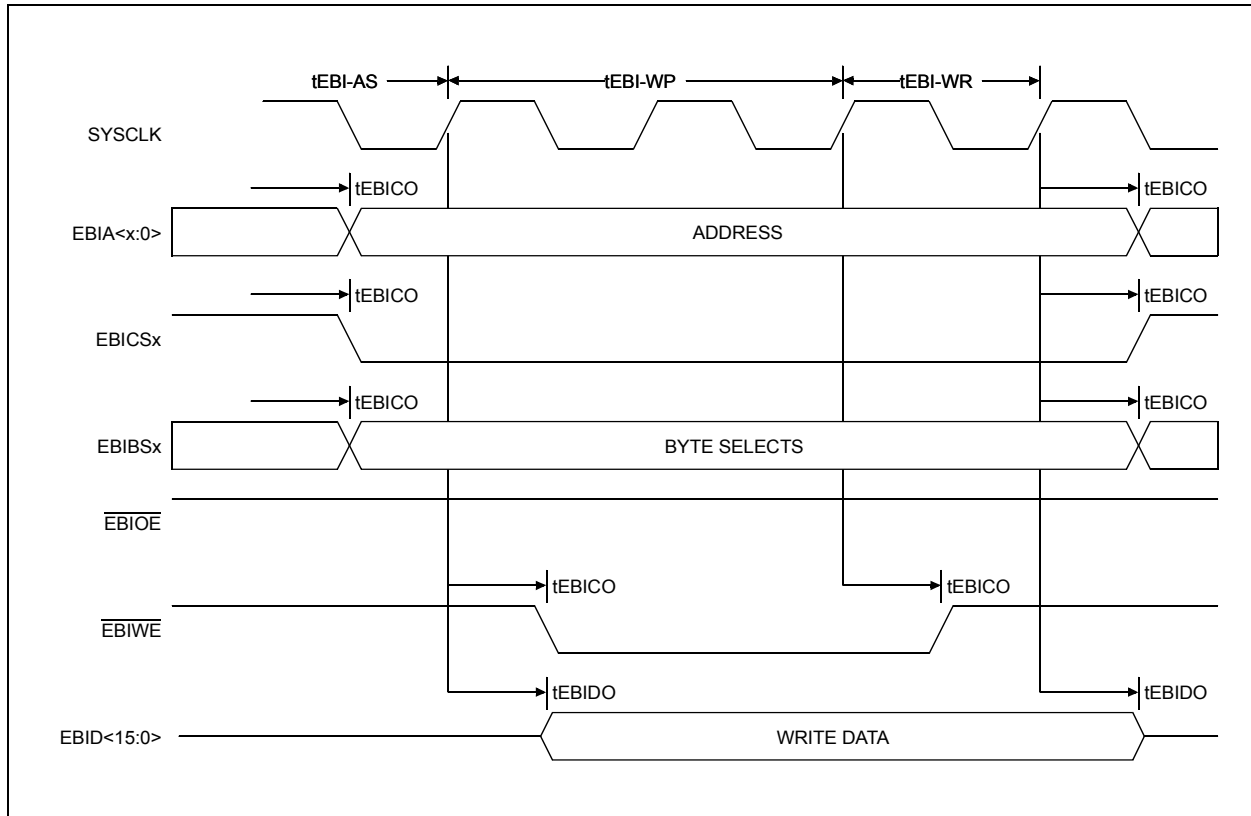 tEBI-AS tEBI-WP tEBI-WR
SYSCLK
tEBICO tEBICO
EBIA<x:0> ADDRESS
tEBICO tEBICO
EBICSx
tEBICO tEBICO
EBIBSx BYTE SELECTS
EBIOE
tEBICO tEBICO
EBIWE
tEBIDO tEBIDO
EBID<15:0> WRITE DATA